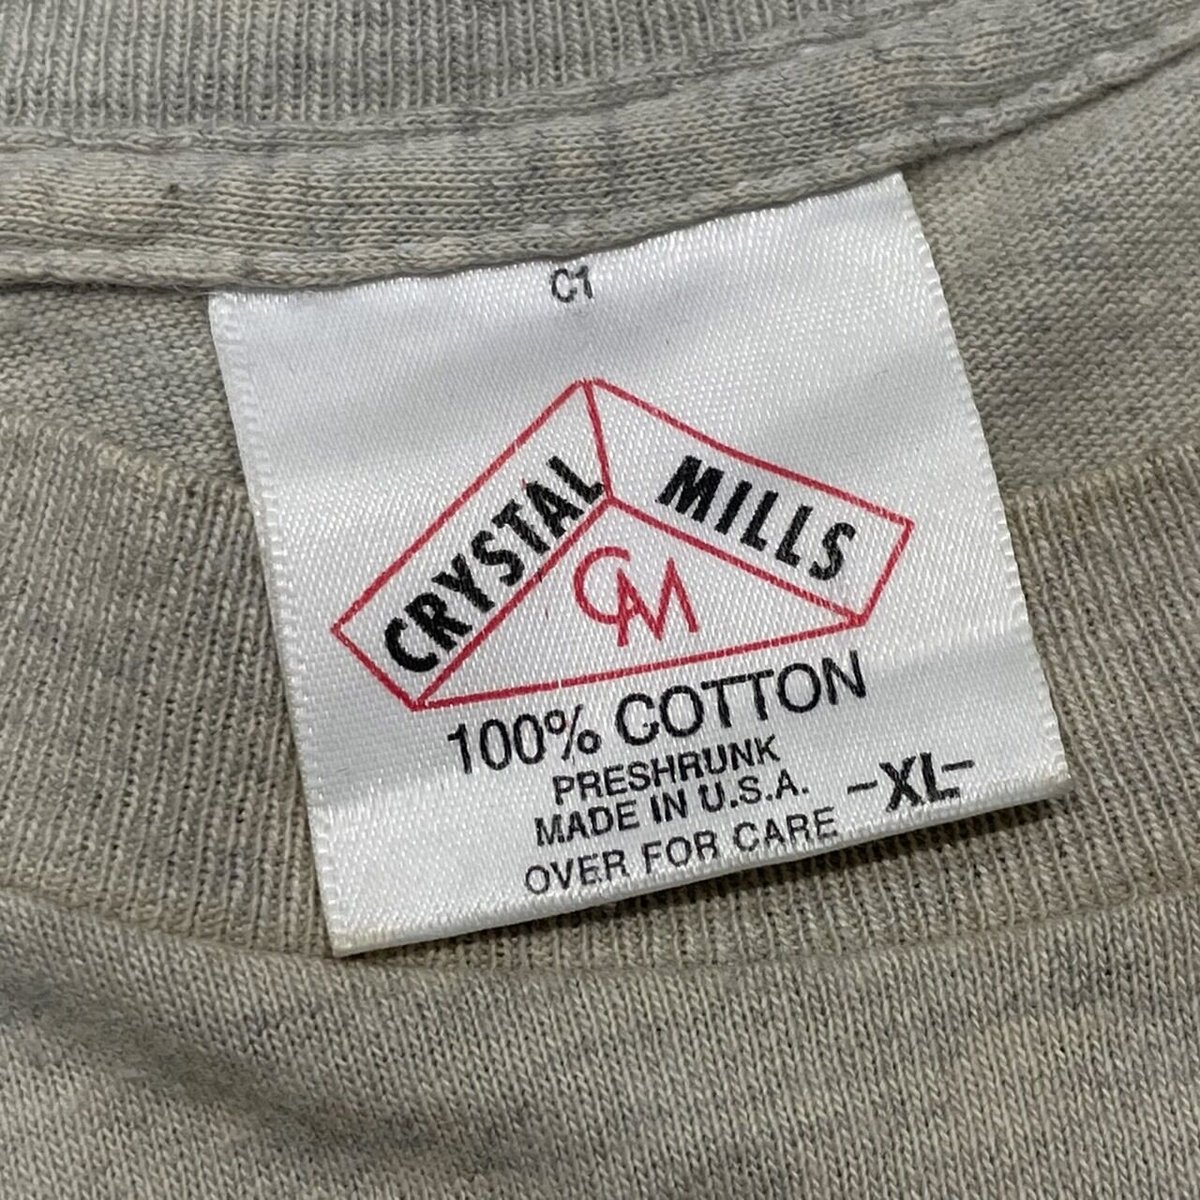 C1
CRYSTAL MILLS
CM
100% COTTON
PRESHRUNK
MADE IN U.S.A. -XL-
OVER FOR CARE